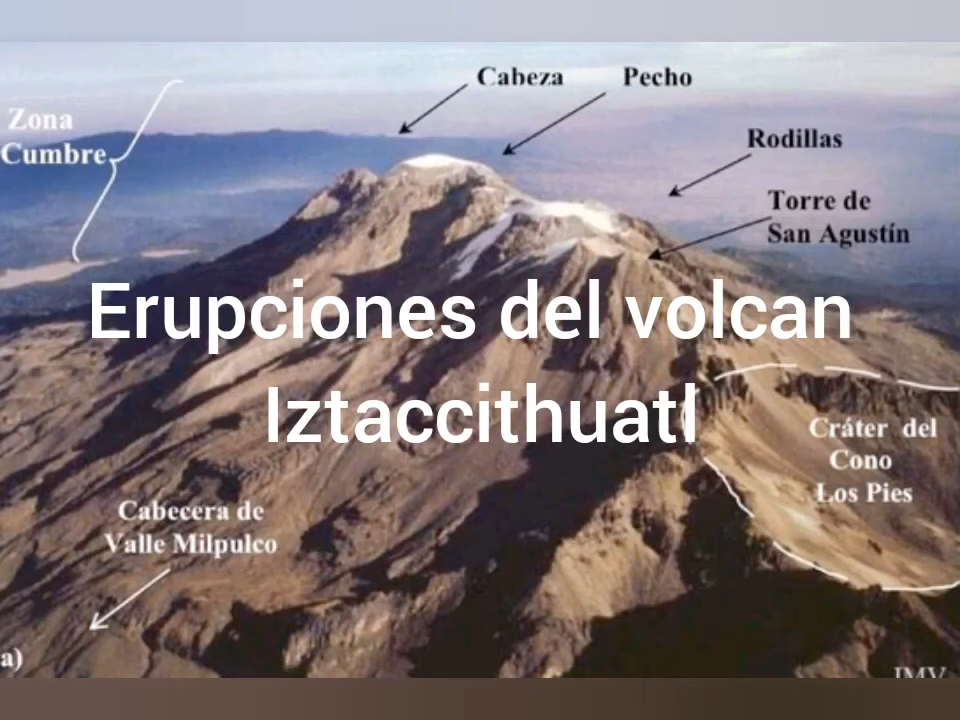 Cabeza Pecho
Zona
Cumbre
Rodillas
Torre de
San Agustín
Erupciones del volcan
Iztaccithuatl
Cráter del
Cono
Los Pies
Cabecera de
Valle Milpulco
a)
JMV